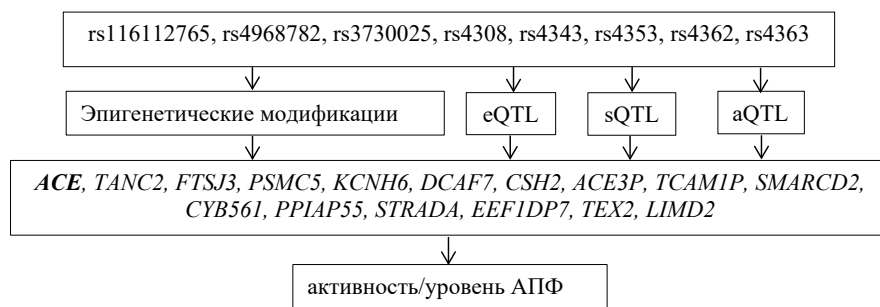 rs116112765, rs4968782, rs3730025, rs4308, rs4343, rs4353, rs4362, rs4363
Эпигенетические модификации
eQTL
sQTL
aQTL
ACE, TANC2, FTSJ3, PSMC5, KCNH6, DCAF7, CSH2, ACE3P, TCAM1P, SMARCD2,
CYB561, PPIAP55, STRADA, EEF1DP7, TEX2, LIMD2
активность/уровень АПФ